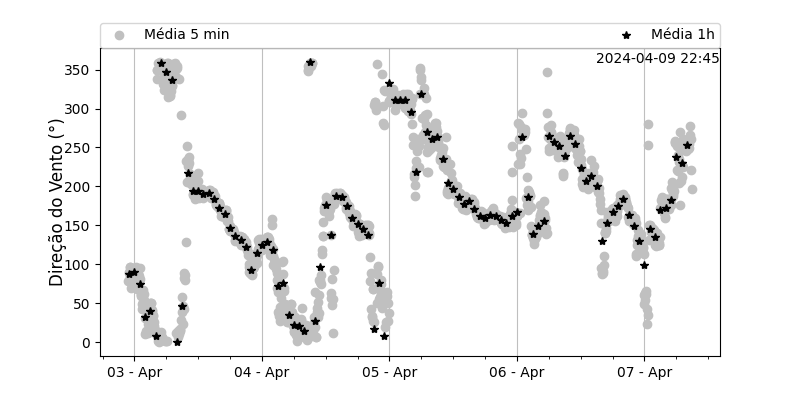 Média 5 min
Média 1h
2024-04-09 22:45
Direção do Vento (°)
350
300
250
200
150
100
50
0
03 - Apr
04 - Apr
05 - Apr
06 - Apr
07 - Apr